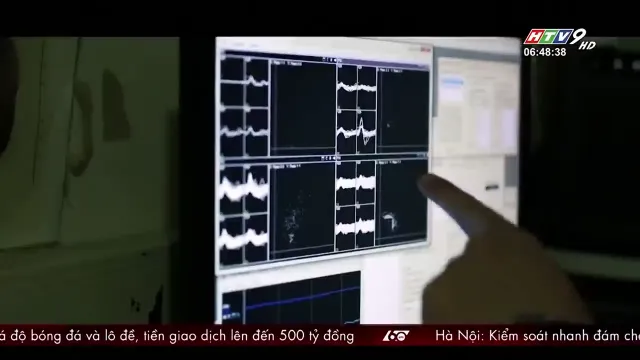 HTV9 HD
06:48:38
á độ bóng đá và lô đề, tiền giao dịch lên đến 500 tỷ đồng 60 Hà Nội: Kiểm soát nhanh đám ch